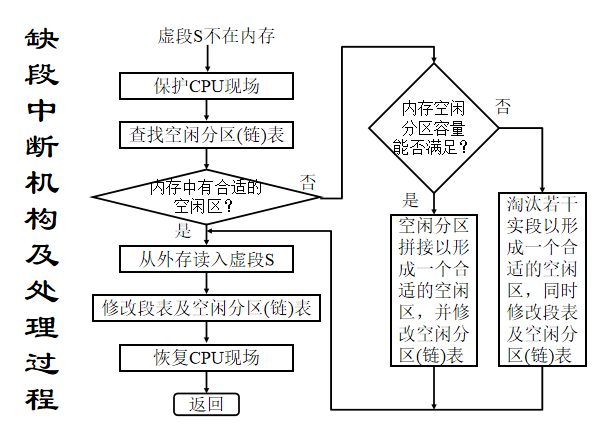 缺段中断机构及处理过程
虚段S不在内存
保护CPU现场
查找空闲分区(链)表
内存中有合适的
空闲区？
否
是
从外存读入虚段S
修改段表及空闲分区(链)表
恢复CPU现场
返回
内存空闲
分区容量
能否满足？
否
是
空闲分区
拼接以形
成一个合
适的空闲
区，并修
改空闲分
区(链)表
淘汰若干
实段以形
成一个合
适的空闲
区，同时
修改段表
及空闲分
区(链)表